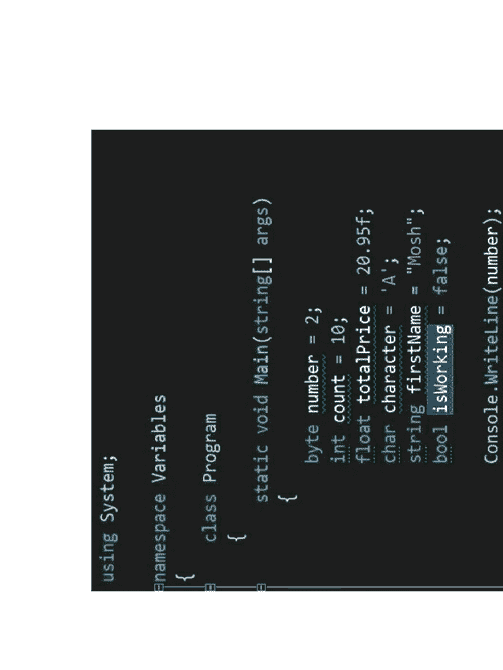 using System;
namespace Variables
{
class Program
{
static void Main(string[] args)
{
byte number = 2;
int count = 10;
float totalPrice = 20.95f;
char character = 'A';
string firstName = "Mosh";
bool isWorking = false;
Console.WriteLine(number);